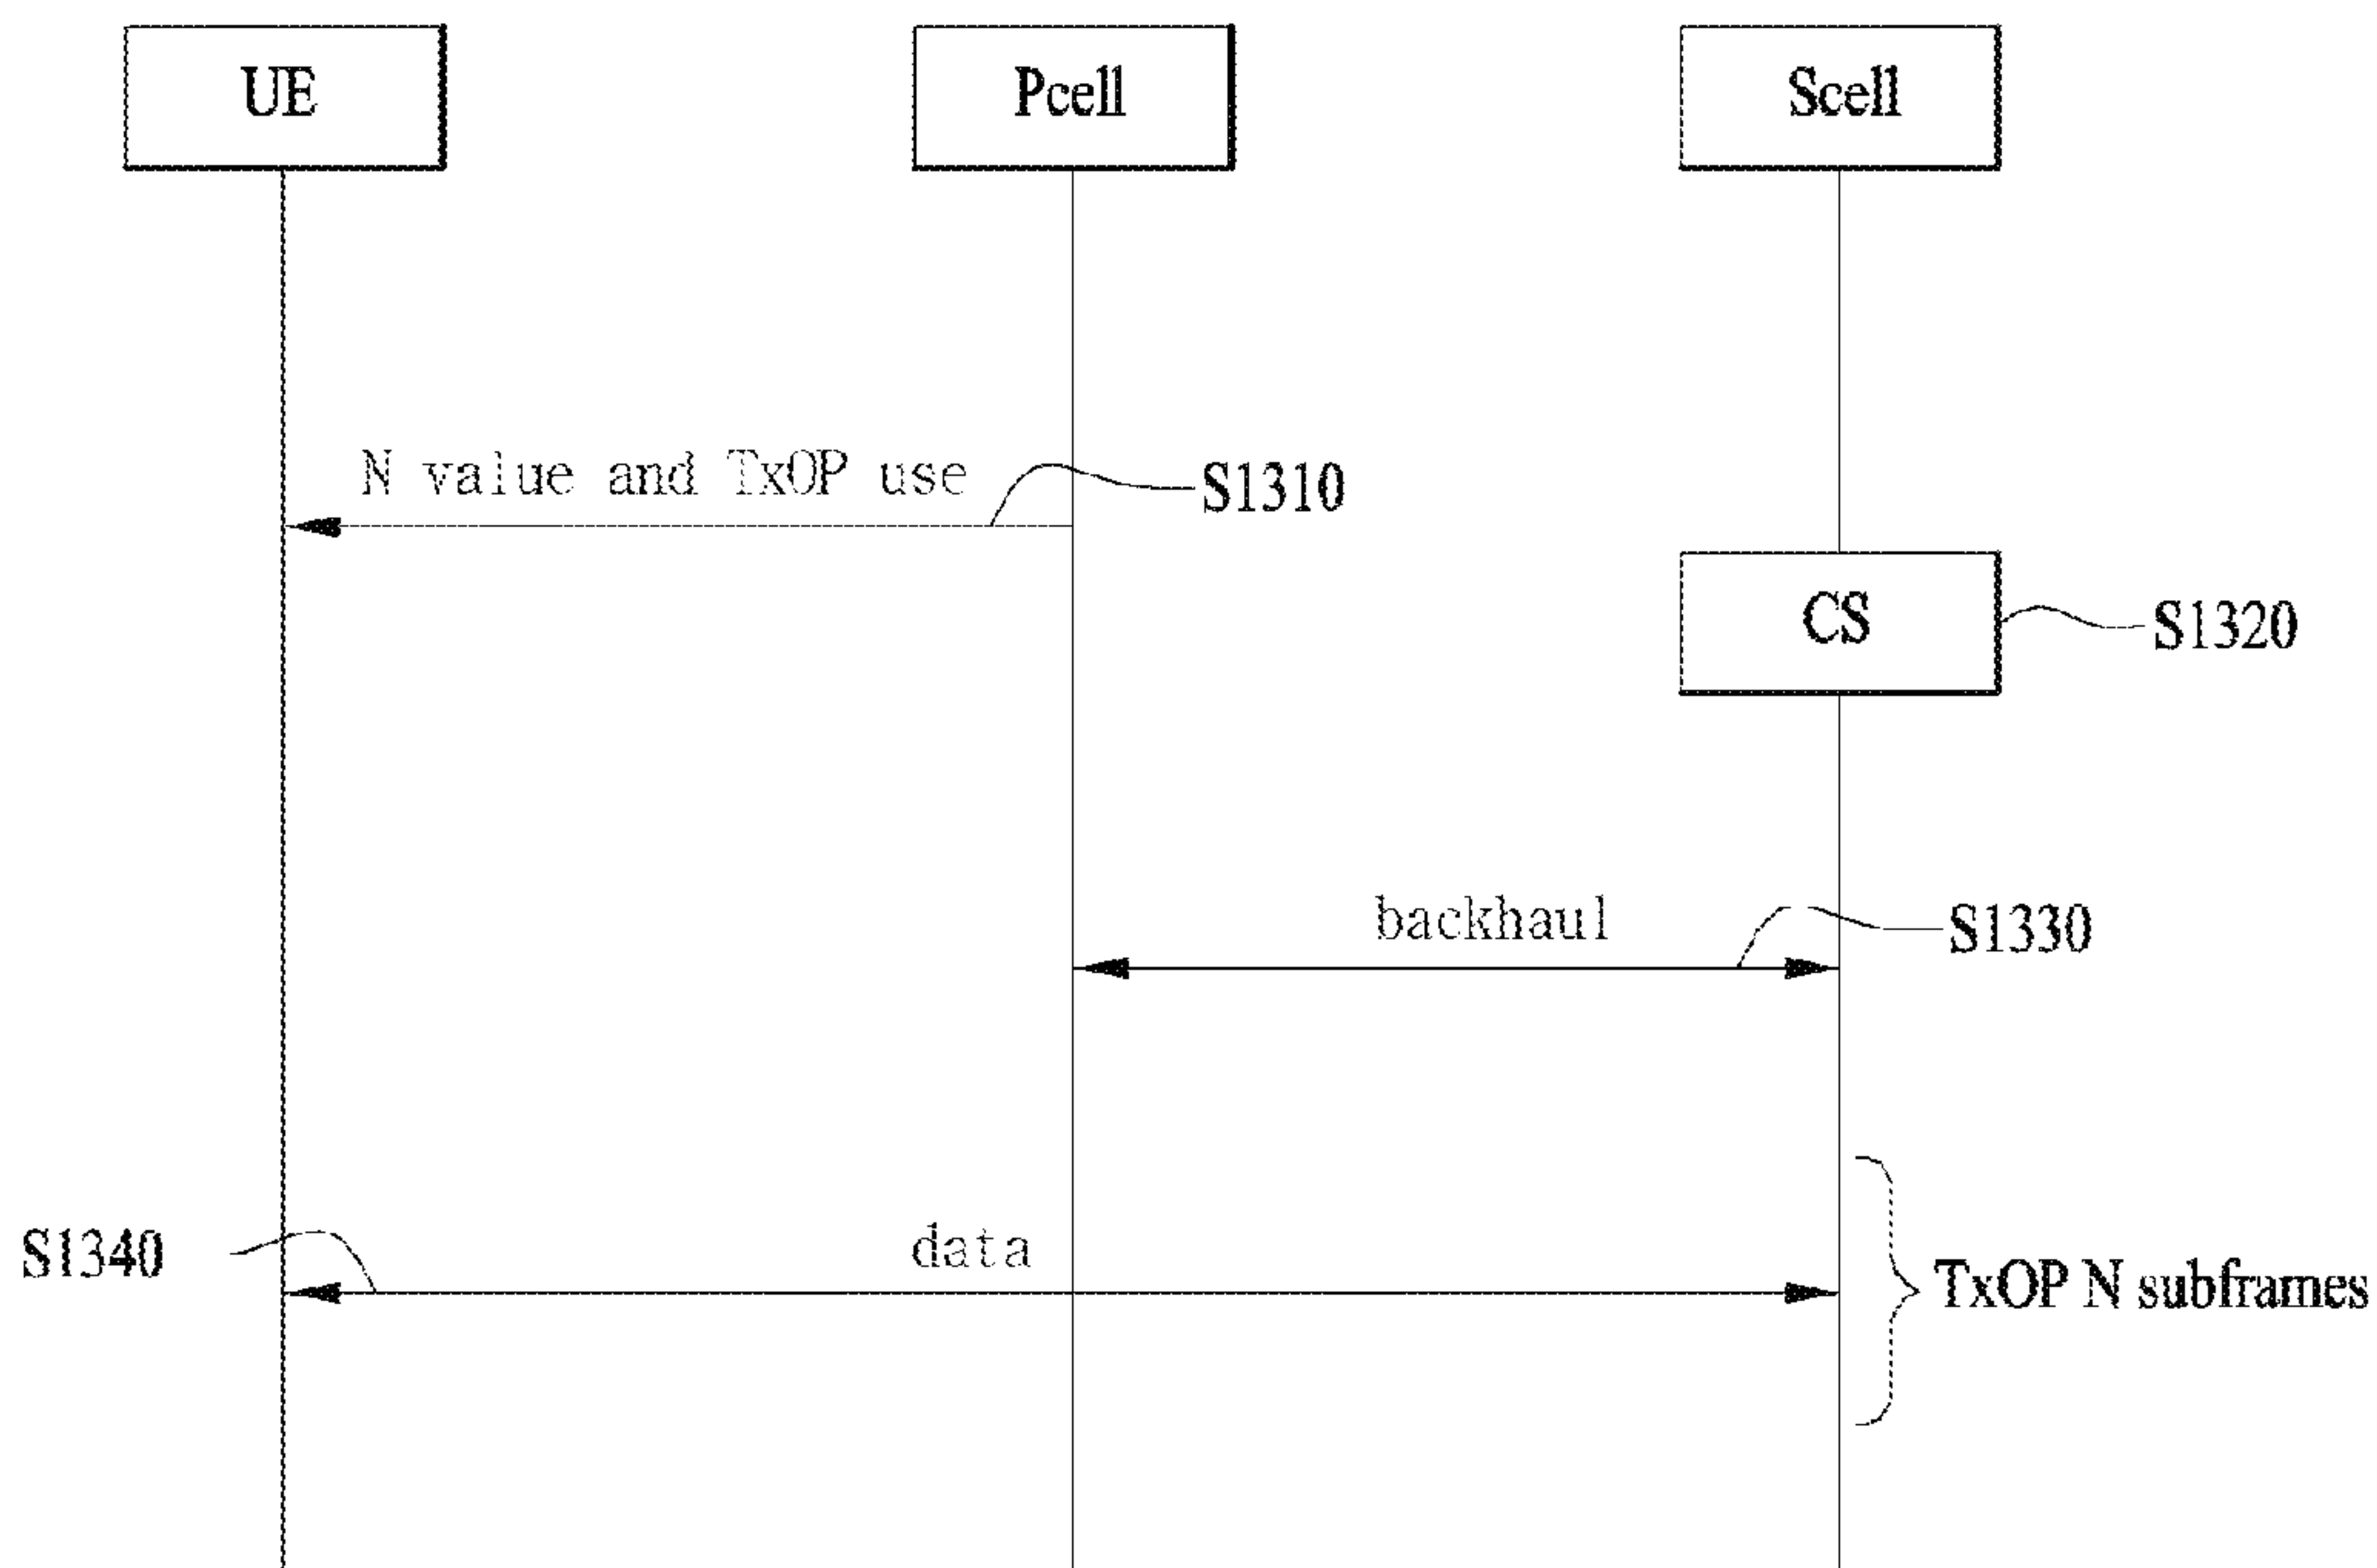 UE
Pcell
Scell
N value and TxOP use
S1310
CS
S1320
backhaul
S1330
S1340
data
TxOP N subframes